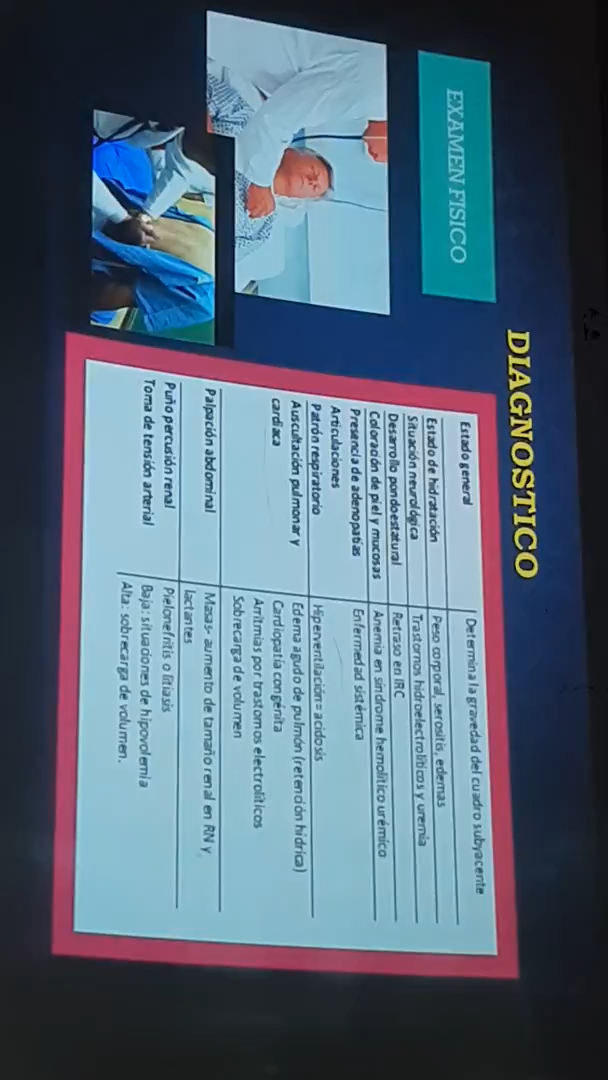 DIAGNOSTICO
EXAMEN FISICO
Estado general Determina la gravedad del cuadro subyacente
Estado de hidratación Peso corporal, serositis, edemas
Situación neurológica Trastornos hidroelectrolíticos y uremia
Desarrollo pondoestatural Retraso en IRC
Coloración de piel y mucosas Anemia en síndrome hemolítico urémico
Presencia de adenopatías Enfermedad sistémica
Articulaciones
Patrón respiratorio Hiperventilación= acidosis
Auscultación pulmonar y Edema agudo de pulmón (retención hídrica)
cardíaca Cardiopatía congénita
Arritmias por trastornos electrolíticos
Sobrecarga de volumen
Palpación abdominal Masas- aumento de tamaño renal en RN y
lactantes
Puño percusión renal Pielonefritis o litiasis
Toma de tensión arterial Baja: situaciones de hipovolemia
Alta: sobrecarga de volumen.